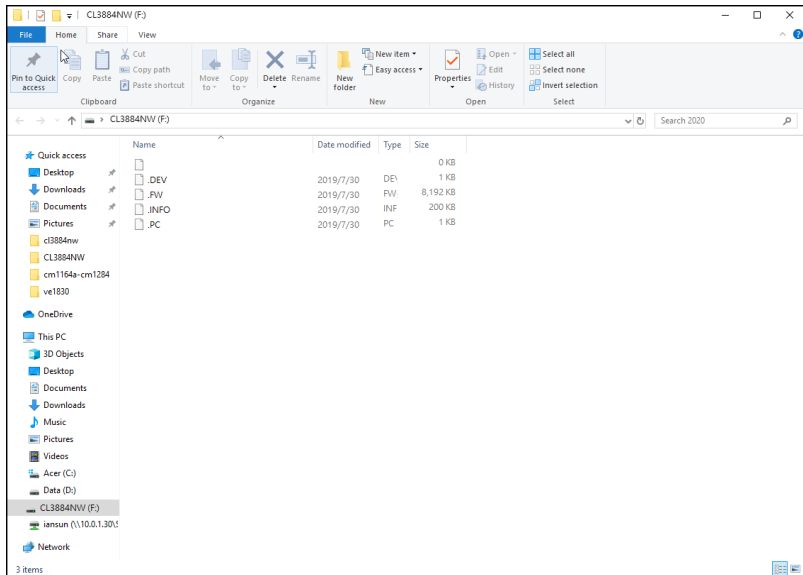 CL3884NW (F:)
File Home Share View
Pin to Quick access
Copy
Paste
Cut
Copy path
Paste shortcut
Clipboard
Move to
Copy to
Delete
Rename
Organize
New folder
New item
Easy access
New
Properties
Open
Edit
History
Open
Select all
Select none
Invert selection
Select
CL3884NW (F:)
Search 2020
Name Date modified Type Size
0 KB
.DEV 2019/7/30 DEV 1 KB
.FW 2019/7/30 FW 8,192 KB
.INFO 2019/7/30 INF 200 KB
.PC 2019/7/30 PC 1 KB
Quick access
Desktop
Downloads
Documents
Pictures
cl3884nw
CL3884NW
cm1164a-cm1284
ve1830
OneDrive
This PC
3D Objects
Desktop
Documents
Downloads
Music
Pictures
Videos
Acer (C:)
Data (D:)
CL3884NW (F:)
iansun (\\10.0.1.30\
Network
3 items